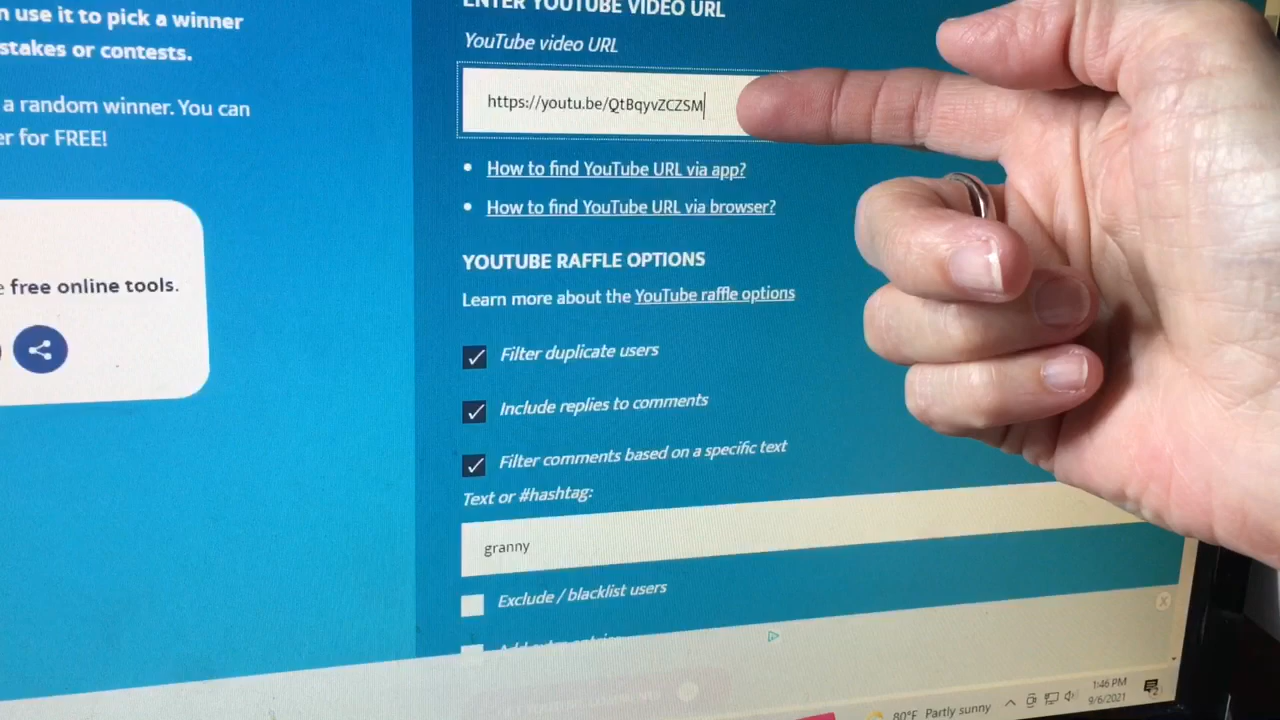 n use it to pick a winner
stakes or contests.
a random winner. You can
er for FREE!
e free online tools.
ENTER YOUTUBE VIDEO URL
YouTube video URL
https://youtu.be/QtBqyvZCZSM
How to find YouTube URL via app?
How to find YouTube URL via browser?
YOUTUBE RAFFLE OPTIONS
Learn more about the YouTube raffle options
Filter duplicate users
Include replies to comments
Filter comments based on a specific text
Text or #hashtag:
granny
Exclude / blacklist users
Add extra entries
80°F Partly sunny
1:46 PM
9/6/2021
2